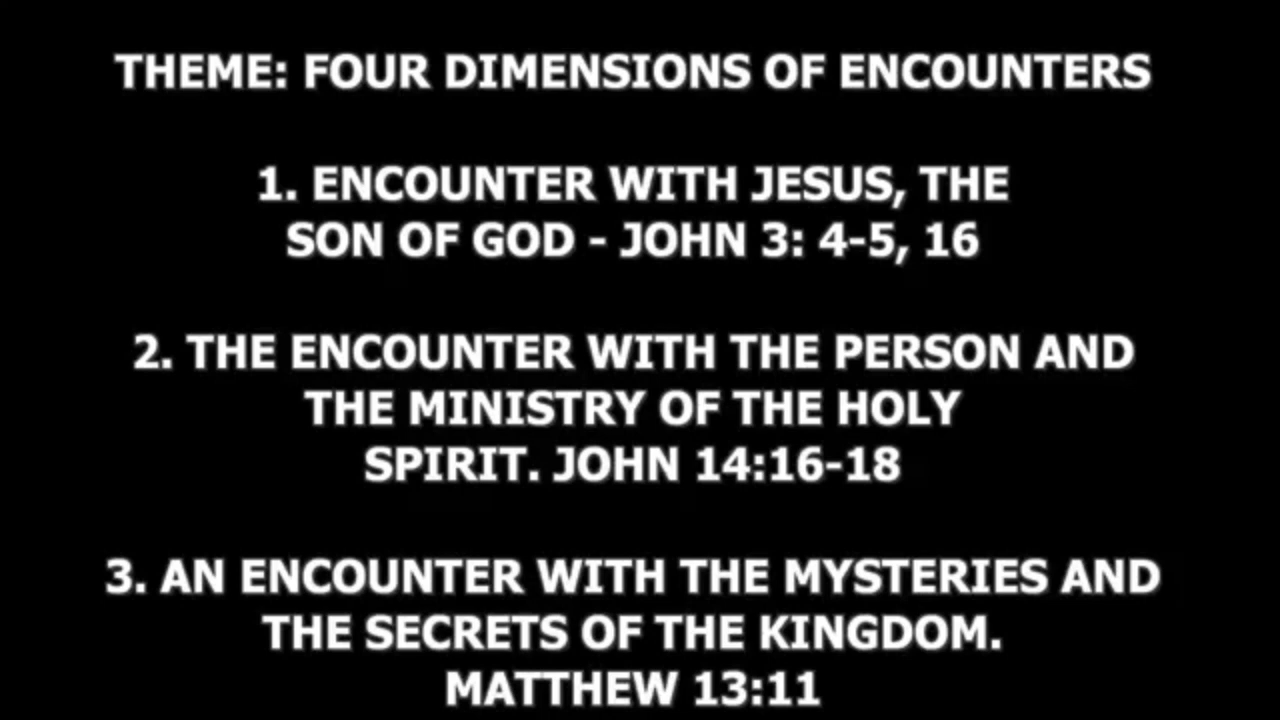 THEME: FOUR DIMENSIONS OF ENCOUNTERS
1. ENCOUNTER WITH JESUS, THE
SON OF GOD - JOHN 3: 4-5, 16
2. THE ENCOUNTER WITH THE PERSON AND
THE MINISTRY OF THE HOLY
SPIRIT. JOHN 14:16-18
3. AN ENCOUNTER WITH THE MYSTERIES AND
THE SECRETS OF THE KINGDOM.
MATTHEW 13:11